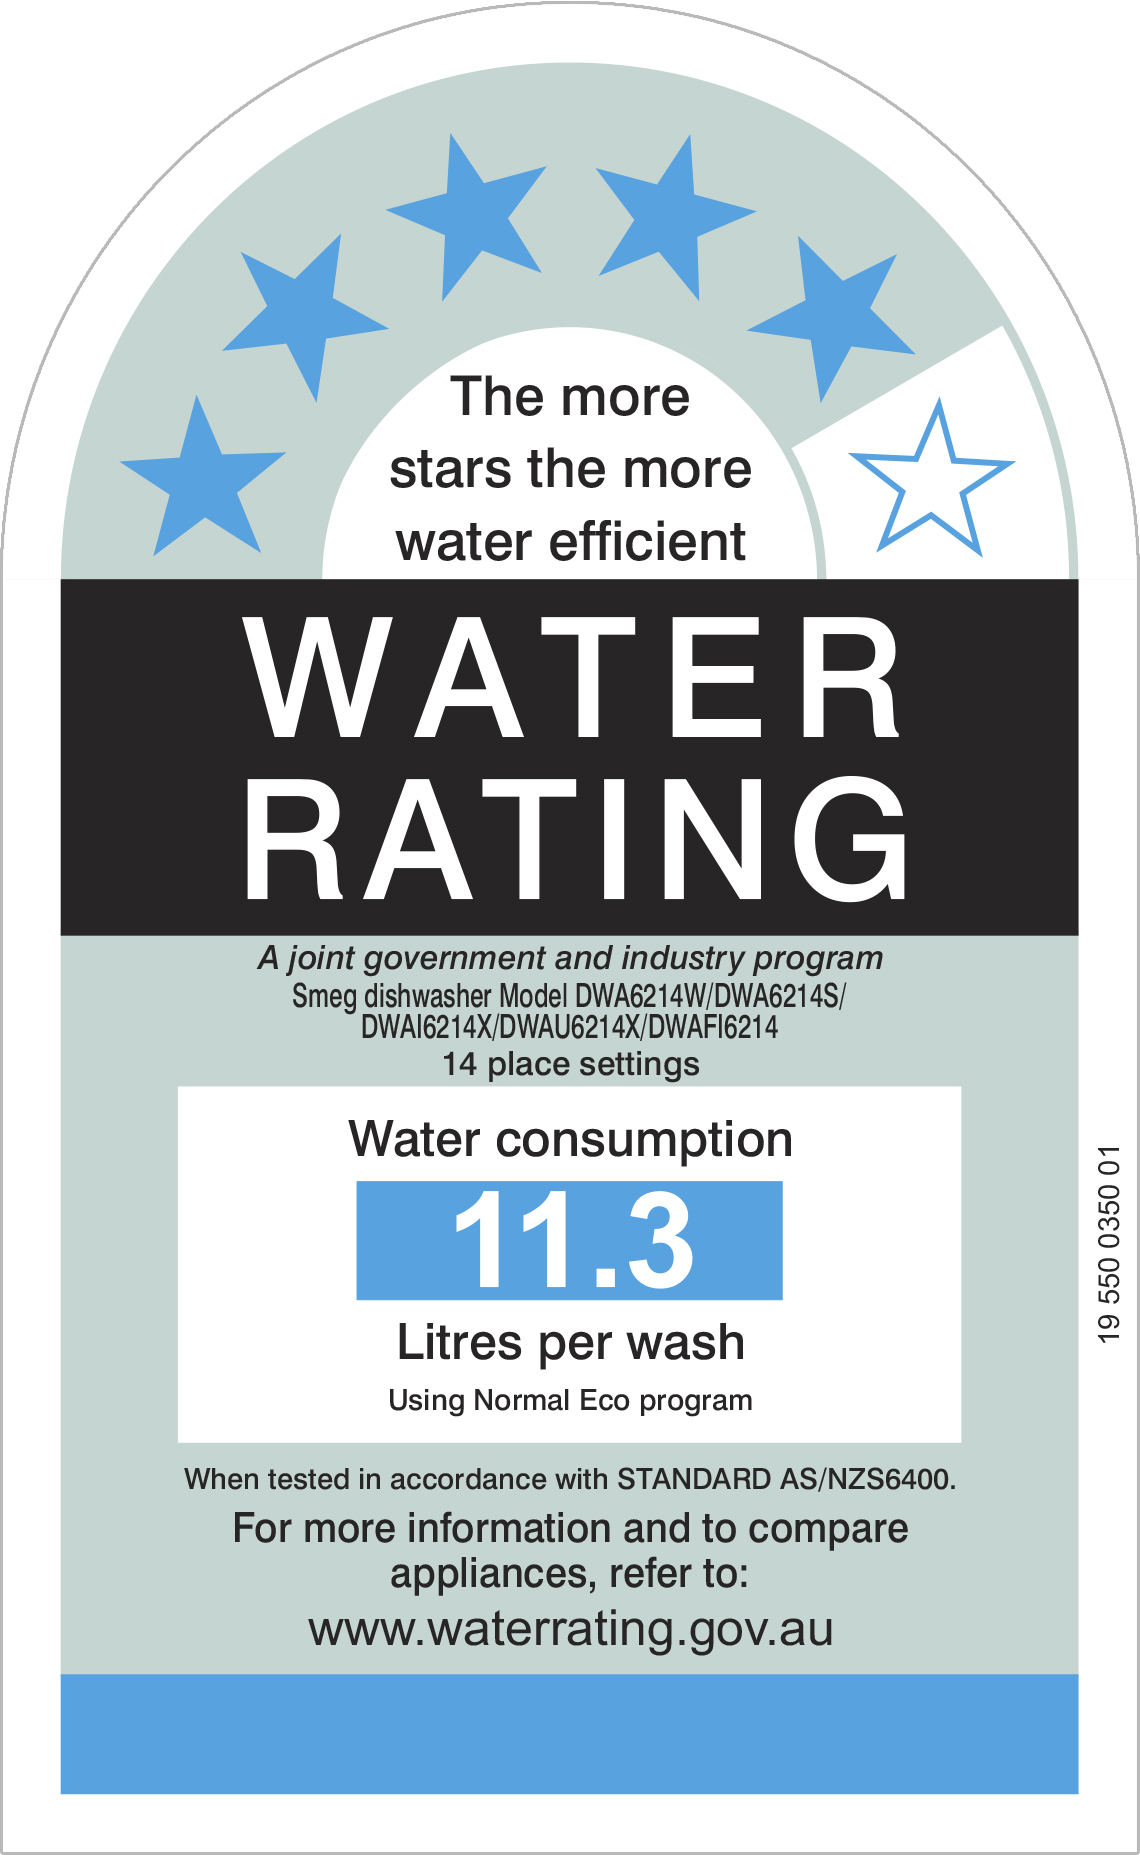 The more
stars the more
water efficient
WATER
RATING
A joint government and industry program
Smeg dishwasher Model DWA6214W/DWA6214S/
DWAI6214X/DWAU6214X/DWAFI6214
14 place settings
Water consumption
11.3
Litres per wash
Using Normal Eco program
When tested in accordance with STANDARD AS/NZS6400.
For more information and to compare
appliances, refer to:
www.waterrating.gov.au
19 550 0350 01